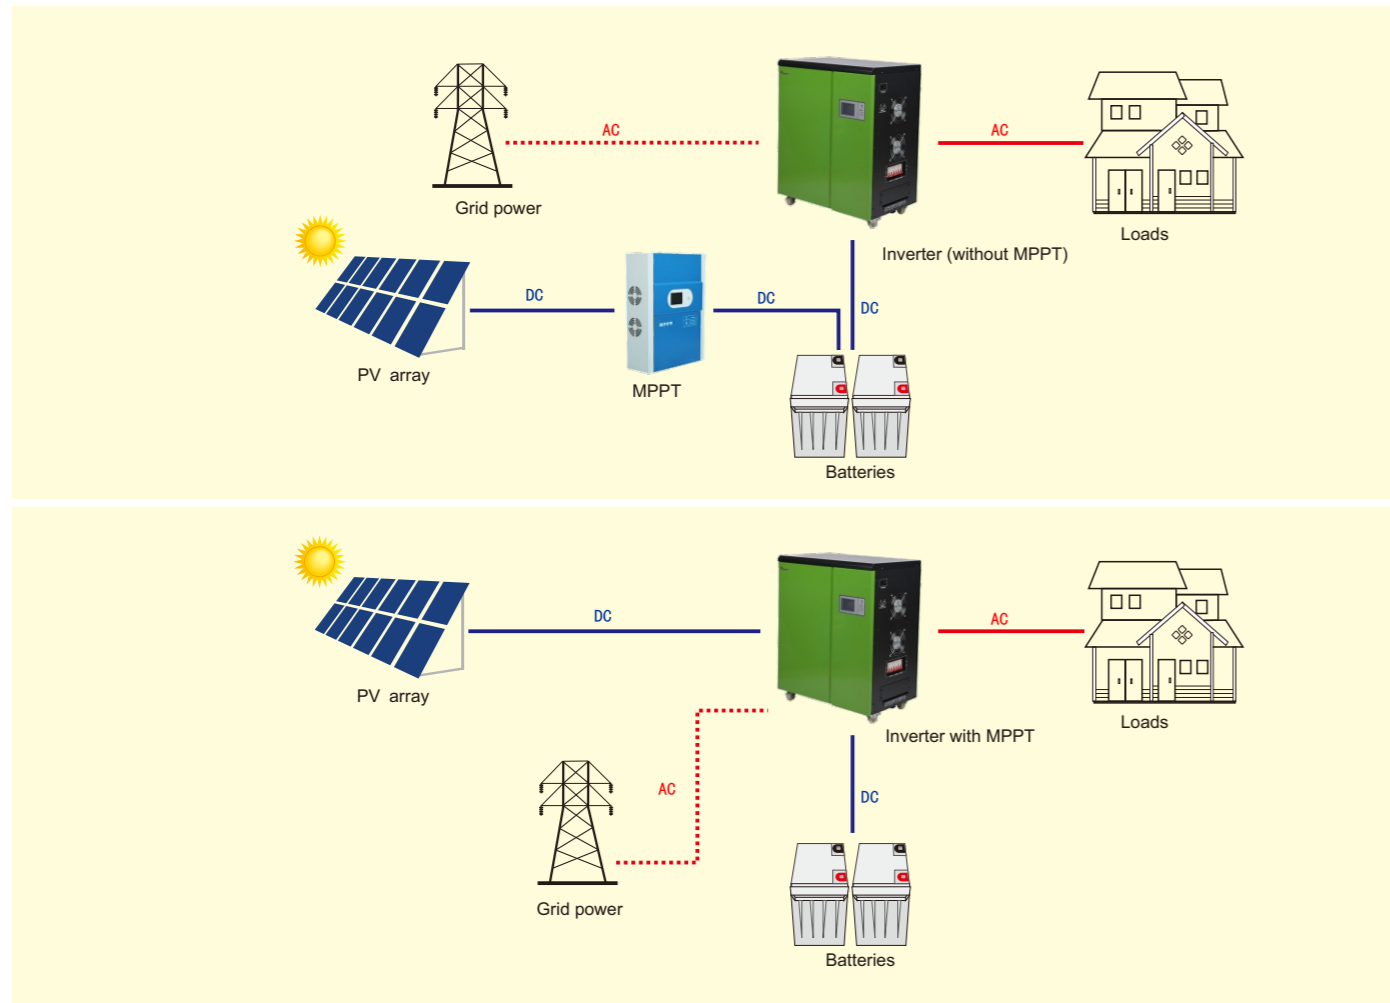 AC
AC
Grid power
Loads
Inverter (without MPPT)
DC
DC
DC
PV array
MPPT
Batteries
DC
AC
PV array
Loads
Inverter with MPPT
AC
DC
Grid power
Batteries